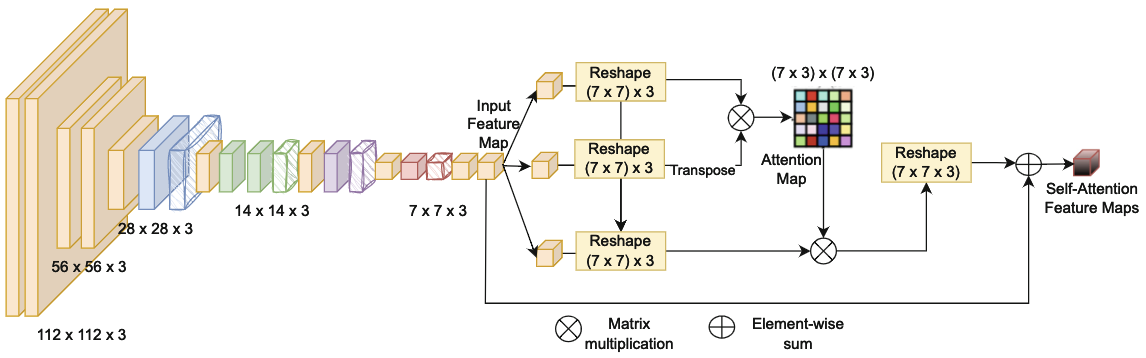 112 x 112 x 3
56 x 56 x 3
28 x 28 x 3
14 x 14 x 3
7 x 7 x 3
Input
Feature
Map
Reshape
(7 x 7) x 3
Reshape
(7 x 7) x 3
Transpose
Reshape
(7 x 7) x 3
(7 x 3) x (7 x 3)
Attention
Map
Reshape
(7 x 7 x 3)
Self-Attention
Feature Maps
Matrix
multiplication
Element-wise
sum